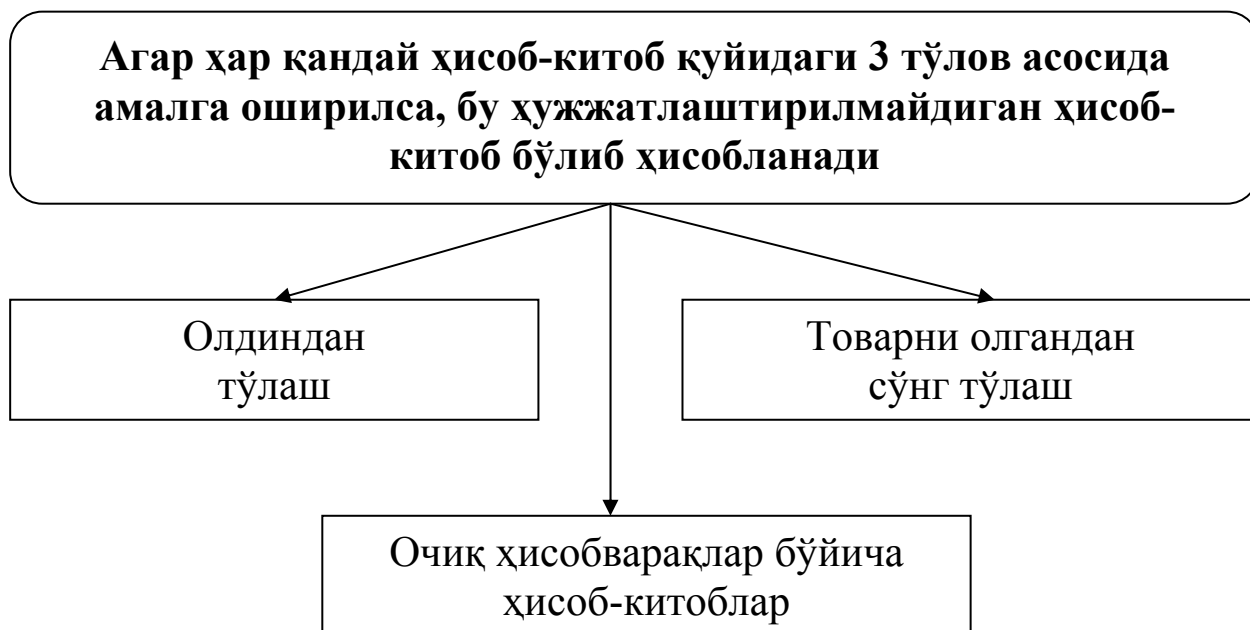 Агар ҳар қандай ҳисоб-китоб қуйидаги 3 тўлов асосида
амалга оширилса, бу ҳужжатлаштирилмайдиган ҳисоб-
китоб бўлиб ҳисобланади
Олдиндан
тўлаш
Товарни олгандан
сўнг тўлаш
Очиқ ҳисобварақлар бўйича
ҳисоб-китоблар